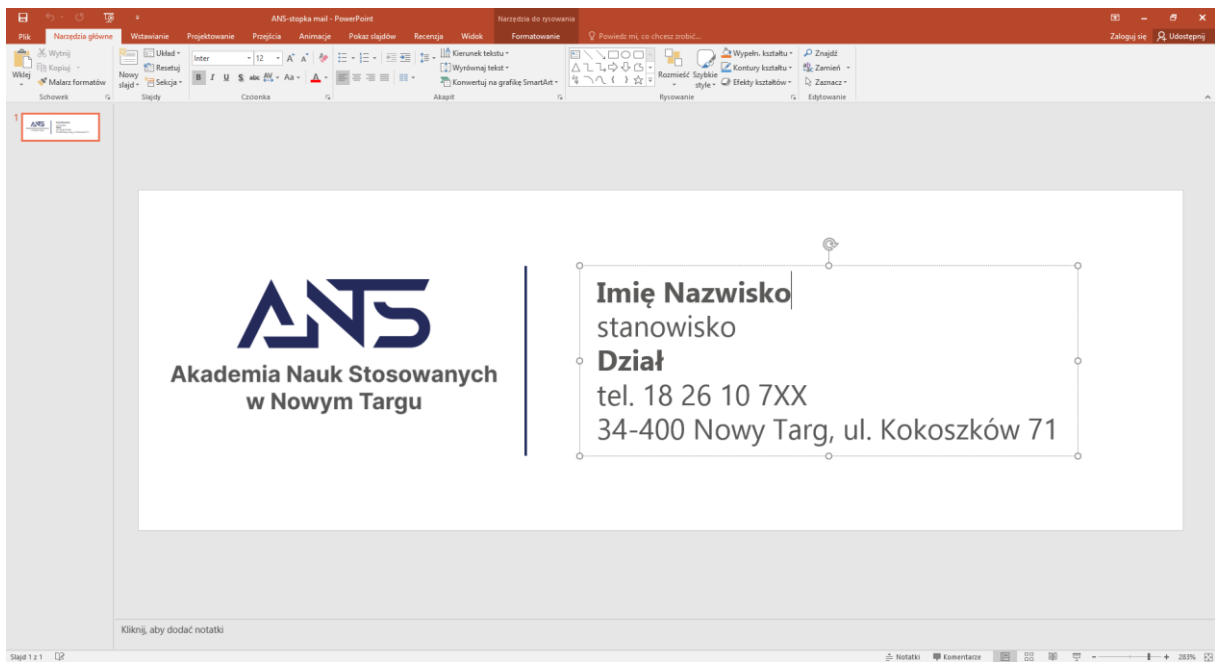 ANS-stopka mail - PowerPoint
Narzędzia do rysowania
Plik Narzędzia główne Wstawianie Projektowanie Przejścia Animacje Pokaz slajdów Recenzja Widok Formatowanie Powiedz mi, co chcesz zrobić... Zaloguj się Udostępnij
Wklej
Wytnij
Kopiuj
Malarz formatów
Schowek
Nowy slajd
Układ
Resetuj
Sekcja
Slajdy
Inter 12
B I U S abc AV Aa A
Czcionka
Kierunek tekstu
Wyrównaj tekst
Konwertuj na grafikę SmartArt
Akapit
Rozmieść
Szybkie style
Wypełn. kształtu
Kontury kształtu
Efekty kształtów
Rysowanie
Znajdź
Zamień
Zaznacz
Edytowanie
1
ANS
Akademia Nauk Stosowanych
w Nowym Targu
Imię Nazwisko
stanowisko
Dział
tel. 18 26 10 7XX
34-400 Nowy Targ, ul. Kokoszków 71
Kliknij, aby dodać notatki
Slajd 1 z 1 Notatki Komentarze 283%